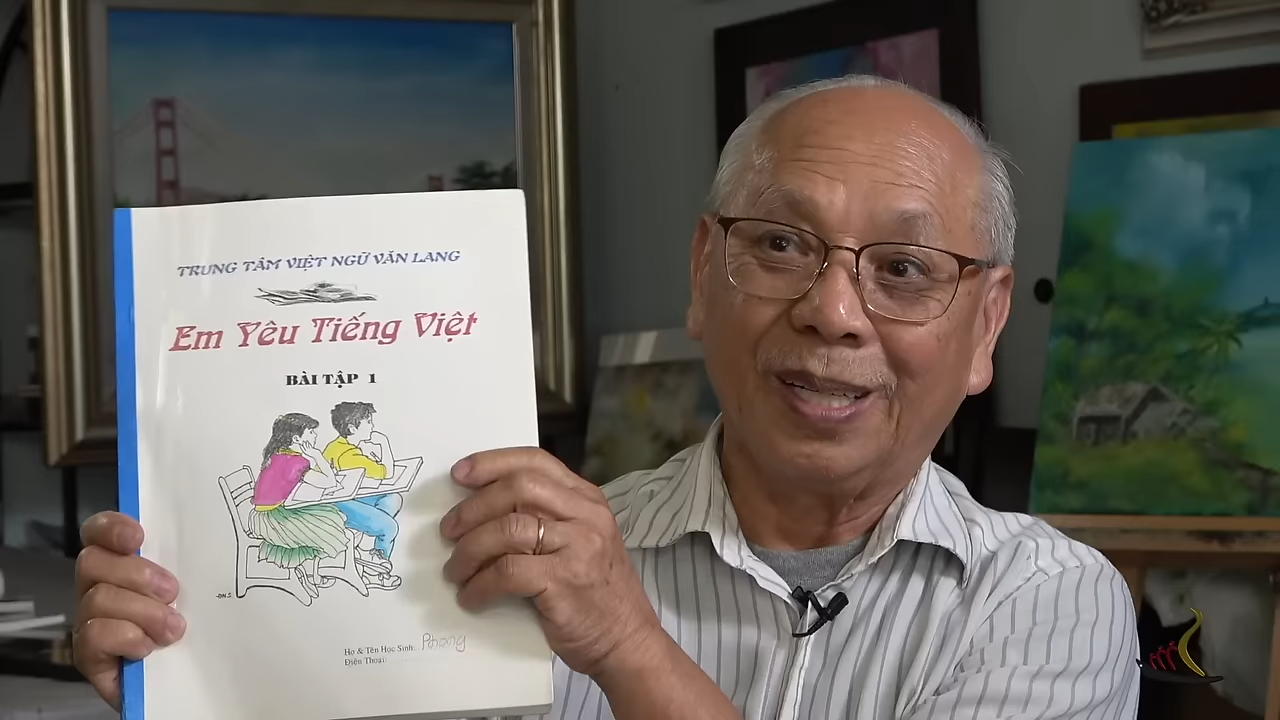 TRUNG TÂM VIỆT NGỮ VĂN LANG
Em Yêu Tiếng Việt
BÀI TẬP 1
ĐN.S
Họ & Tên Học Sinh: Phong
Điện Thoại: